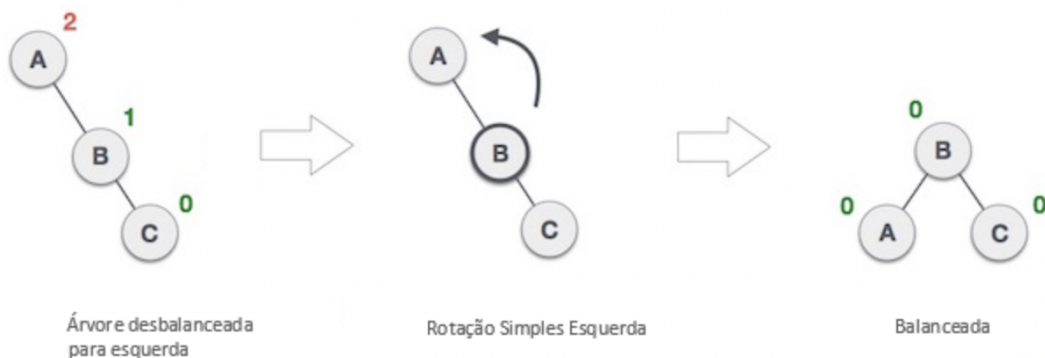 2
A
1
B
0
C
Árvore desbalanceada
para esquerda
A
B
C
Rotação Simples Esquerda
0
B
0
A
0
C
Balanceada